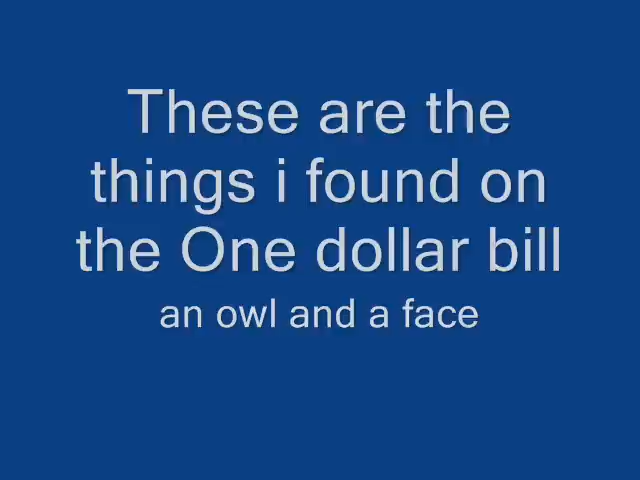 These are the
things i found on
the One dollar bill
an owl and a face